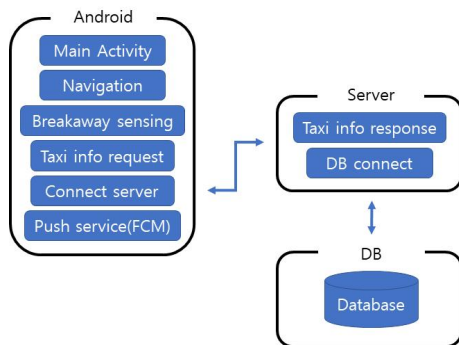 Android
Main Activity
Navigation
Breakaway sensing
Taxi info request
Connect server
Push service(FCM)
Server
Taxi info response
DB connect
DB
Database